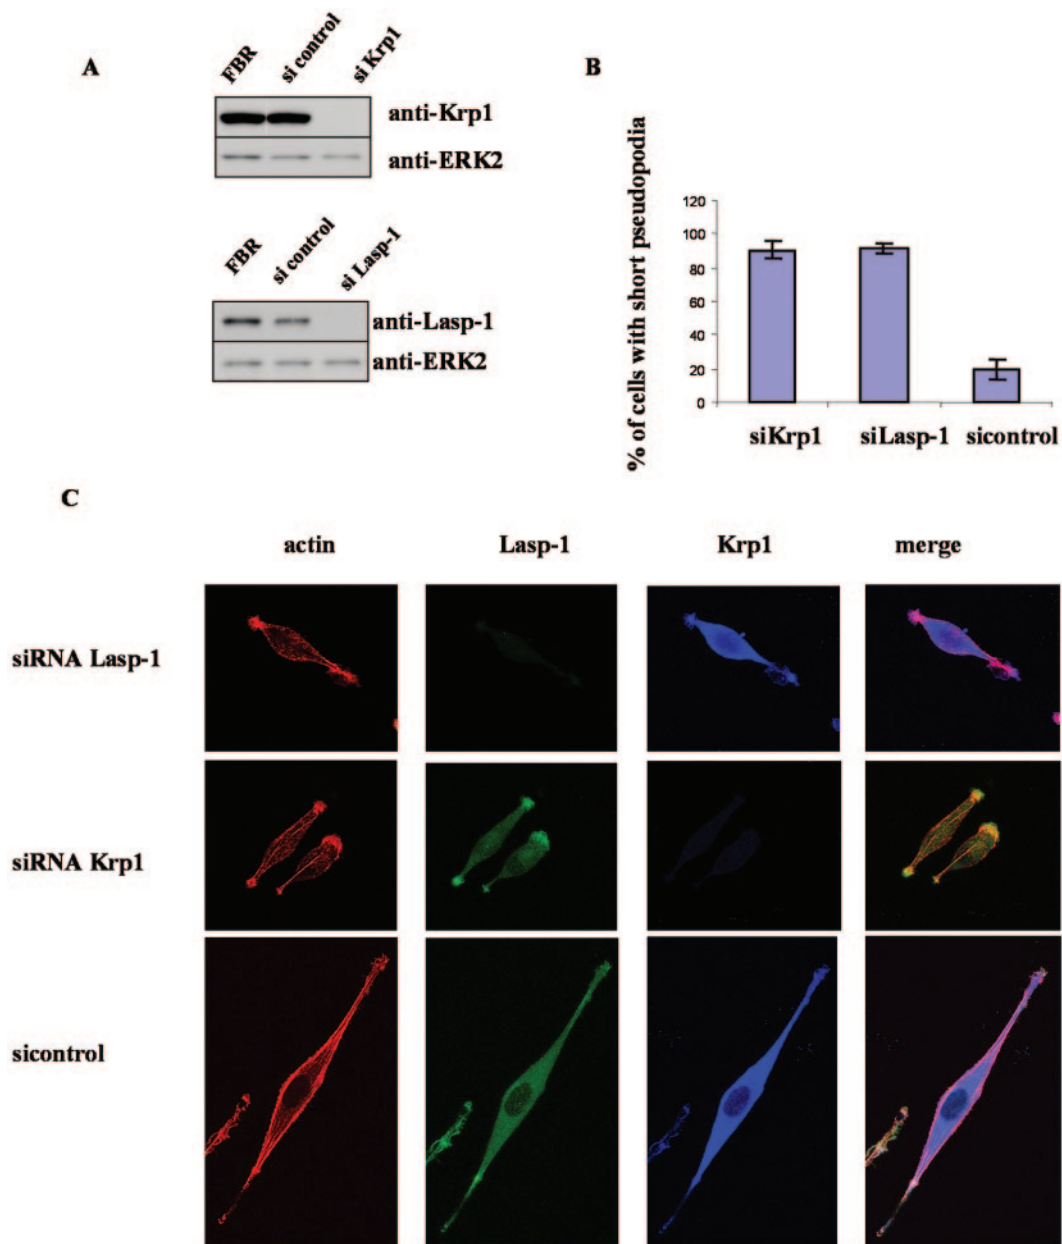 A
FBR
si control
si Krp1
anti-Krp1
anti-ERK2
FBR
si control
si Lasp-1
anti-Lasp-1
anti-ERK2
B
% of cells with short pseudopodia
120
100
80
60
40
20
0
siKrp1
siLasp-1
sicontrol
C
actin
Lasp-1
Krp1
merge
siRNA Lasp-1
siRNA Krp1
sicontrol